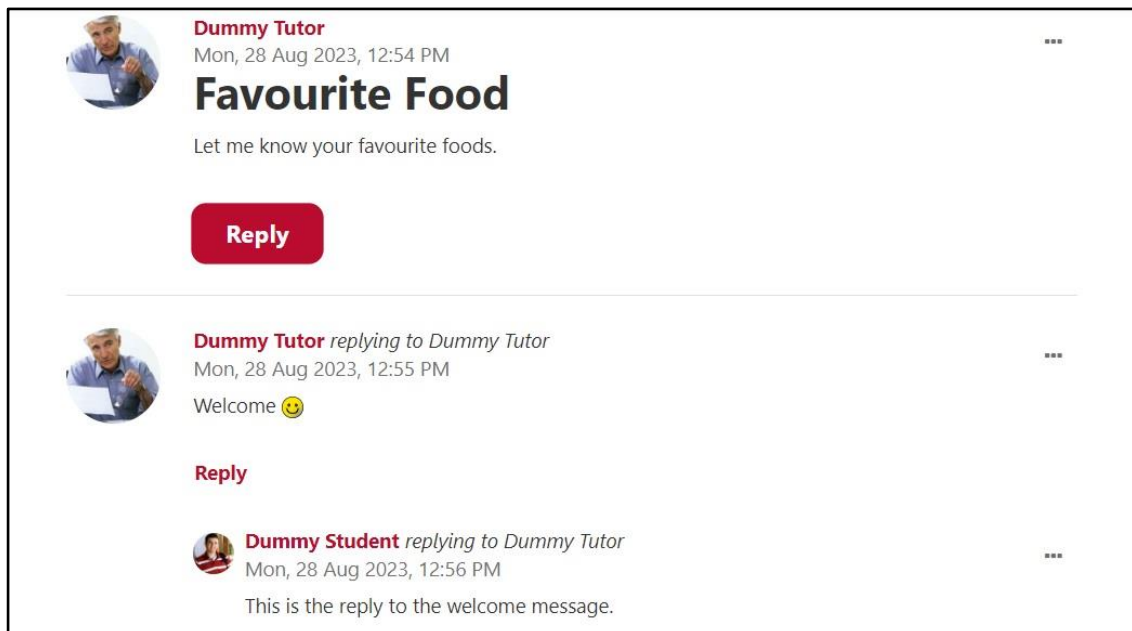 Dummy Tutor
Mon, 28 Aug 2023, 12:54 PM
Favourite Food
Let me know your favourite foods.
Reply
Dummy Tutor replying to Dummy Tutor
Mon, 28 Aug 2023, 12:55 PM
Welcome
Reply
Dummy Student replying to Dummy Tutor
Mon, 28 Aug 2023, 12:56 PM
This is the reply to the welcome message.